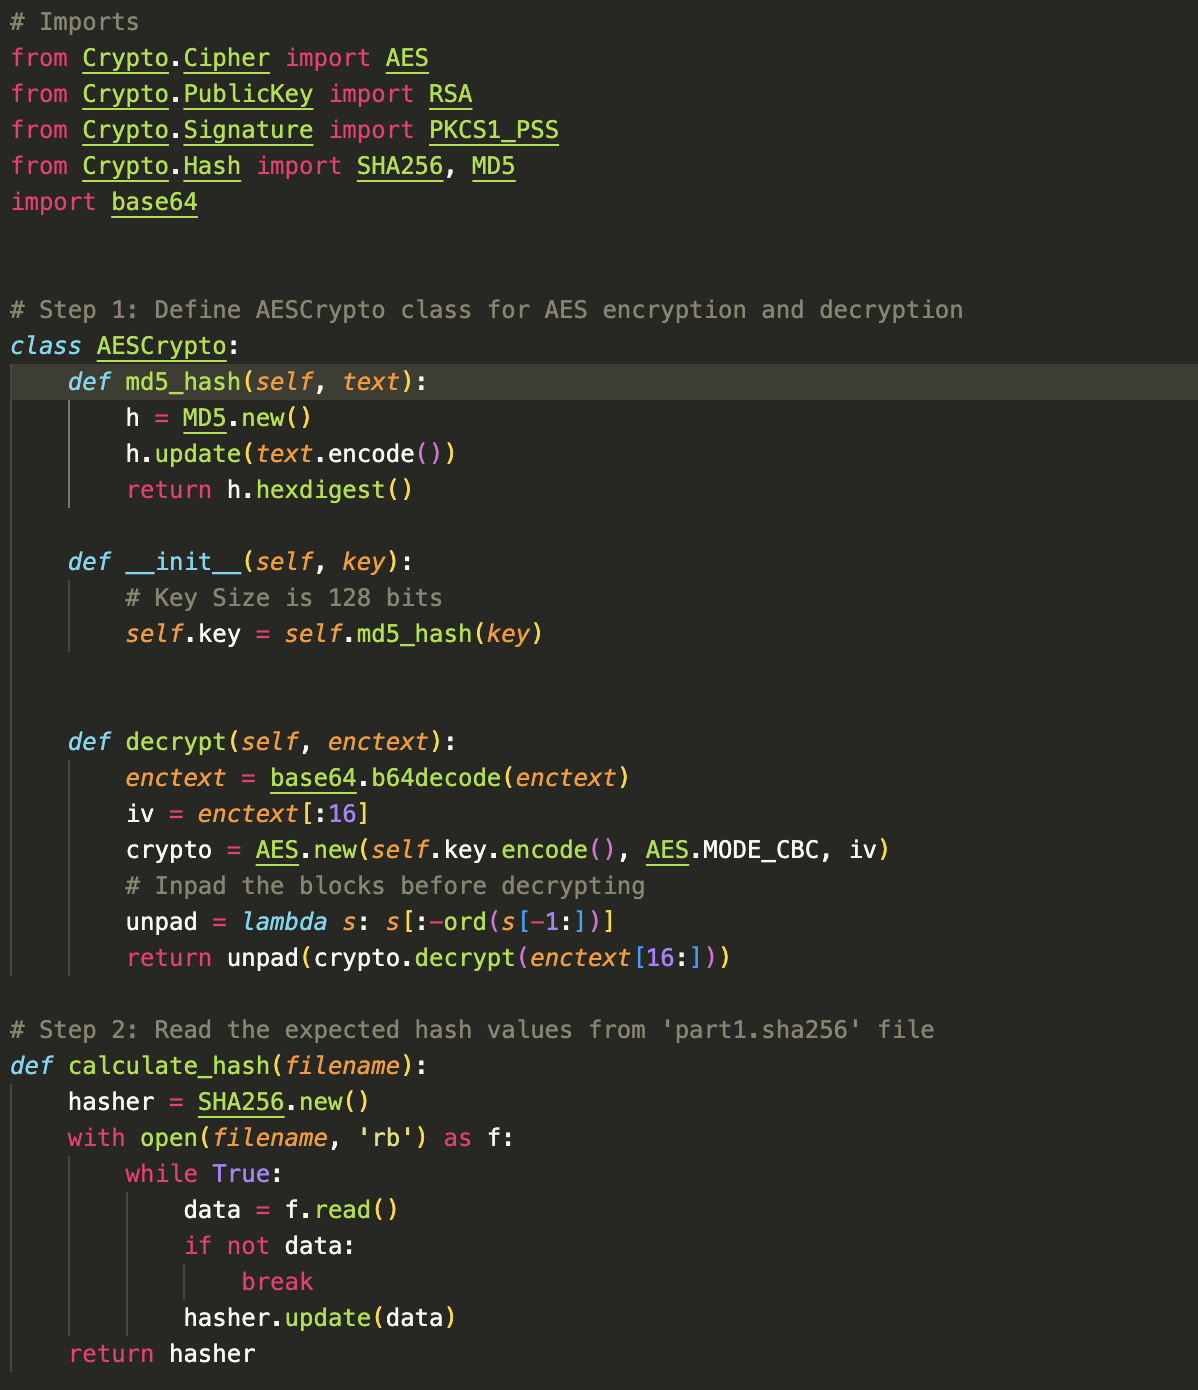 # Imports
from Crypto.Cipher import AES
from Crypto.PublicKey import RSA
from Crypto.Signature import PKCS1_PSS
from Crypto.Hash import SHA256, MD5
import base64
# Step 1: Define AESCrypto class for AES encryption and decryption
class AESCrypto:
    def md5_hash(self, text):
        h = MD5.new()
        h.update(text.encode())
        return h.hexdigest()
    def __init__(self, key):
        # Key Size is 128 bits
        self.key = self.md5_hash(key)
    def decrypt(self, enctext):
        enctext = base64.b64decode(enctext)
        iv = enctext[:16]
        crypto = AES.new(self.key.encode(), AES.MODE_CBC, iv)
        # Inpad the blocks before decrypting
        unpad = lambda s: s[:-ord(s[-1:])]
        return unpad(crypto.decrypt(enctext[16:]))
# Step 2: Read the expected hash values from 'part1.sha256' file
def calculate_hash(filename):
    hasher = SHA256.new()
    with open(filename, 'rb') as f:
        while True:
            data = f.read()
            if not data:
                break
            hasher.update(data)
    return hasher